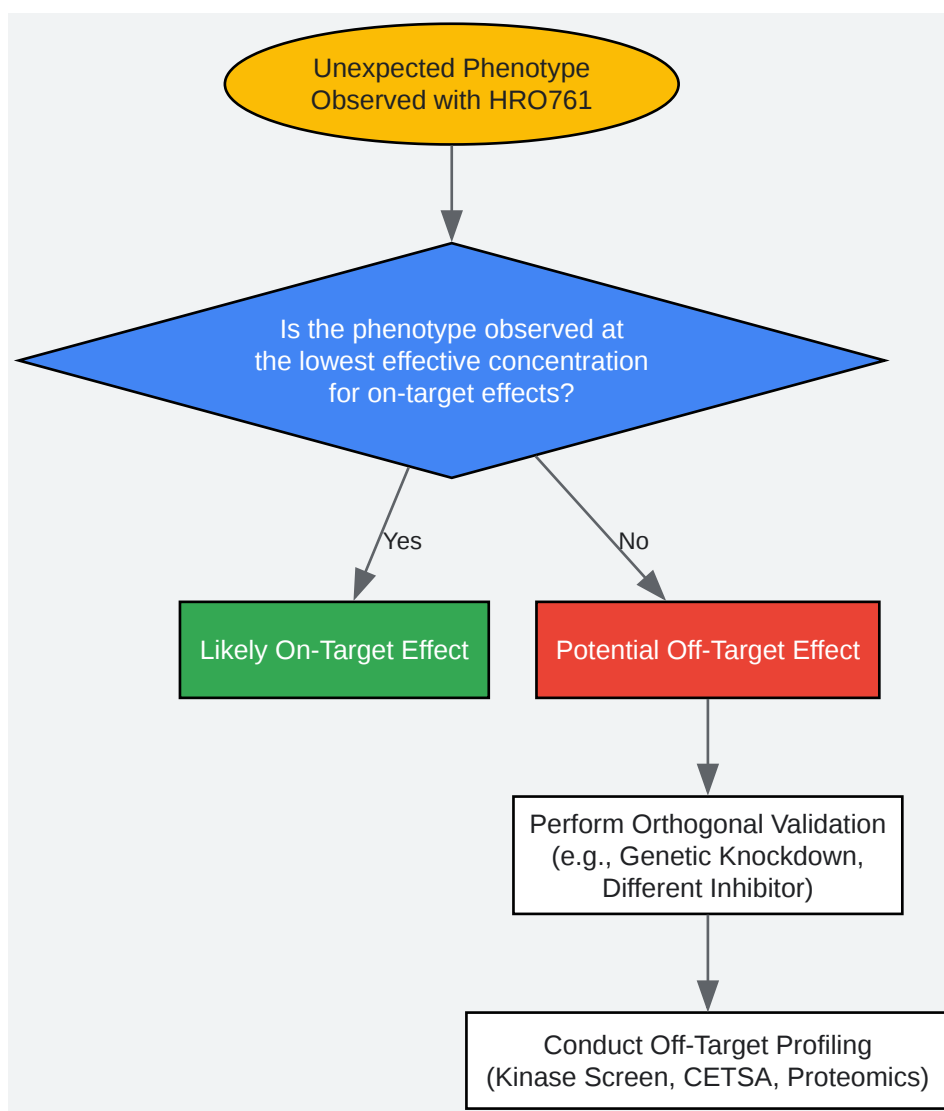 Unexpected Phenotype
Observed with HRO761
Is the phenotype observed at
the lowest effective concentration
for on-target effects?
Yes
No
Likely On-Target Effect
Potential Off-Target Effect
Perform Orthogonal Validation
(e.g., Genetic Knockdown,
Different Inhibitor)
Conduct Off-Target Profiling
(Kinase Screen, CETSA, Proteomics)